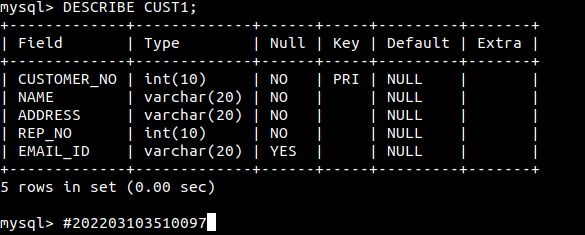 mysql> DESCRIBE CUST1;
+-------------+-------------+------+-----+---------+-------+
| Field       | Type        | Null | Key | Default | Extra |
+-------------+-------------+------+-----+---------+-------+
| CUSTOMER_NO | int(10)     | NO   | PRI | NULL    |       |
| NAME        | varchar(20) | NO   |     | NULL    |       |
| ADDRESS     | varchar(20) | NO   |     | NULL    |       |
| REP_NO      | int(10)     | NO   |     | NULL    |       |
| EMAIL_ID    | varchar(20) | YES  |     | NULL    |       |
+-------------+-------------+------+-----+---------+-------+
5 rows in set (0.00 sec)
mysql> #202203103510097